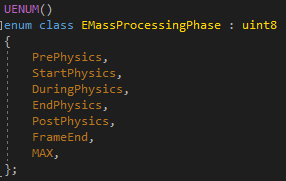 UENUM()
enum class EMassProcessingPhase : uint8
{
PrePhysics,
StartPhysics,
DuringPhysics,
EndPhysics,
PostPhysics,
FrameEnd,
MAX,
};